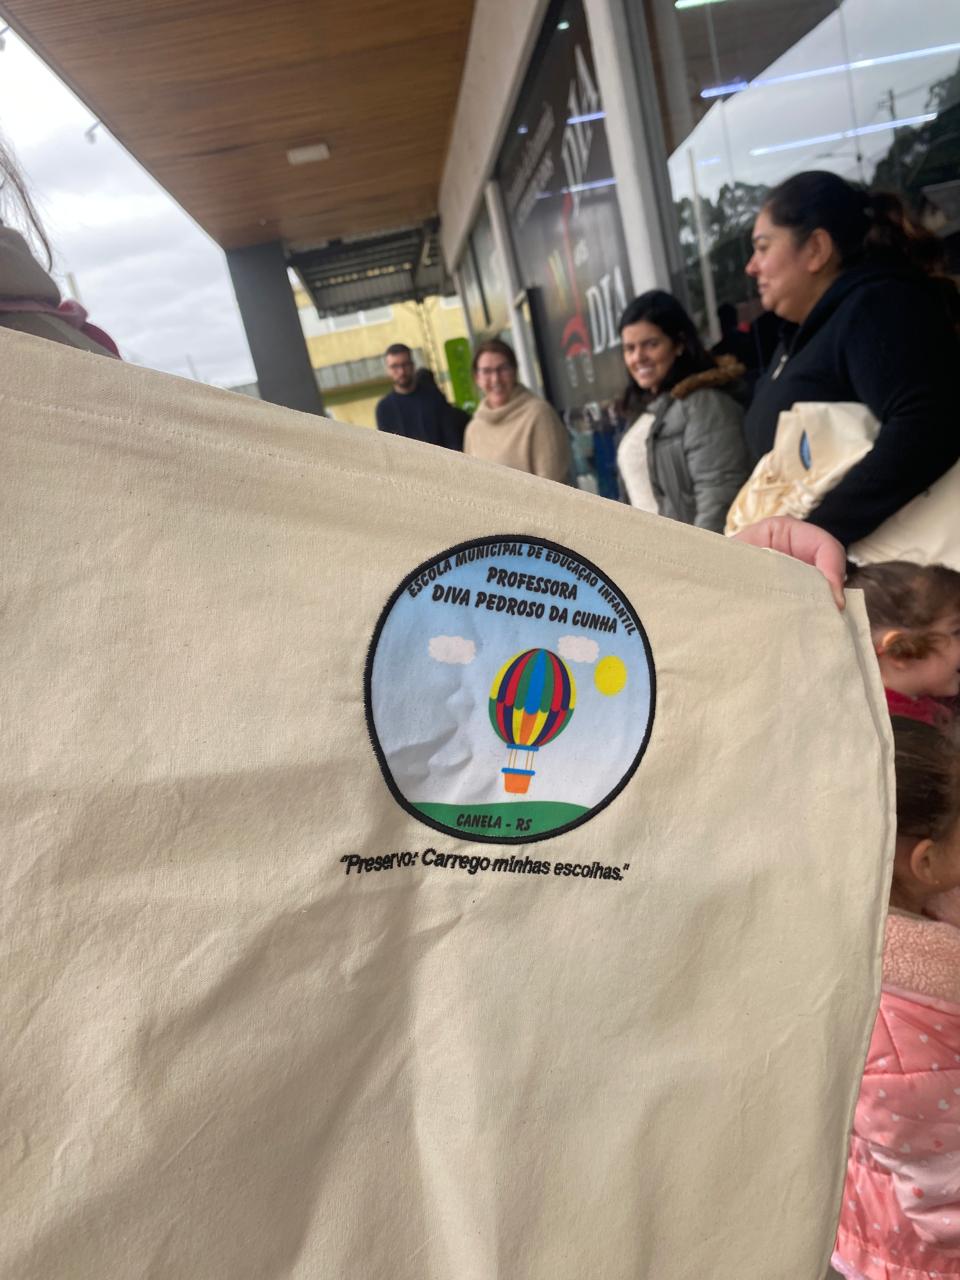 DIA
DIA
ESCOLA MUNICIPAL DE EDUCAÇÃO INFANTIL
PROFESSORA
DIVA PEDROSO DA CUNHA
CANELA - RS
"Preservo: Carrego minhas escolhas."